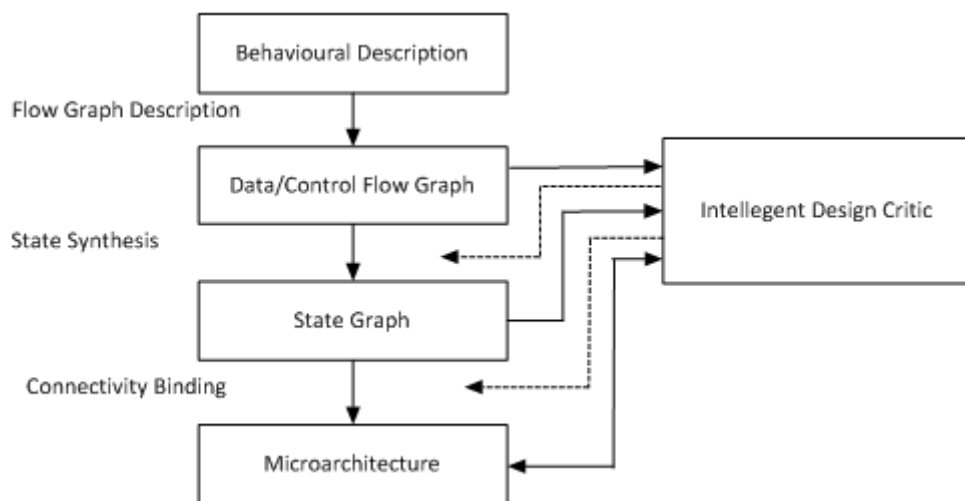 Behavioural Description
Flow Graph Description
Data/Control Flow Graph
Intellegent Design Critic
State Synthesis
State Graph
Connectivity Binding
Microarchitecture